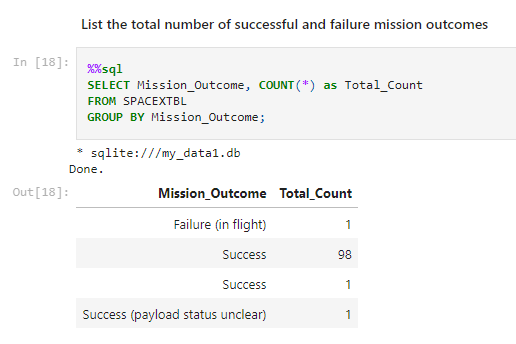 List the total number of successful and failure mission outcomes
In [18]: %%sql
SELECT Mission_Outcome, COUNT(*) as Total_Count
FROM SPACEXTBL
GROUP BY Mission_Outcome;
* sqlite:///my_data1.db
Done.
Out[18]: Mission_Outcome Total_Count
Failure (in flight) 1
Success 98
Success 1
Success (payload status unclear) 1